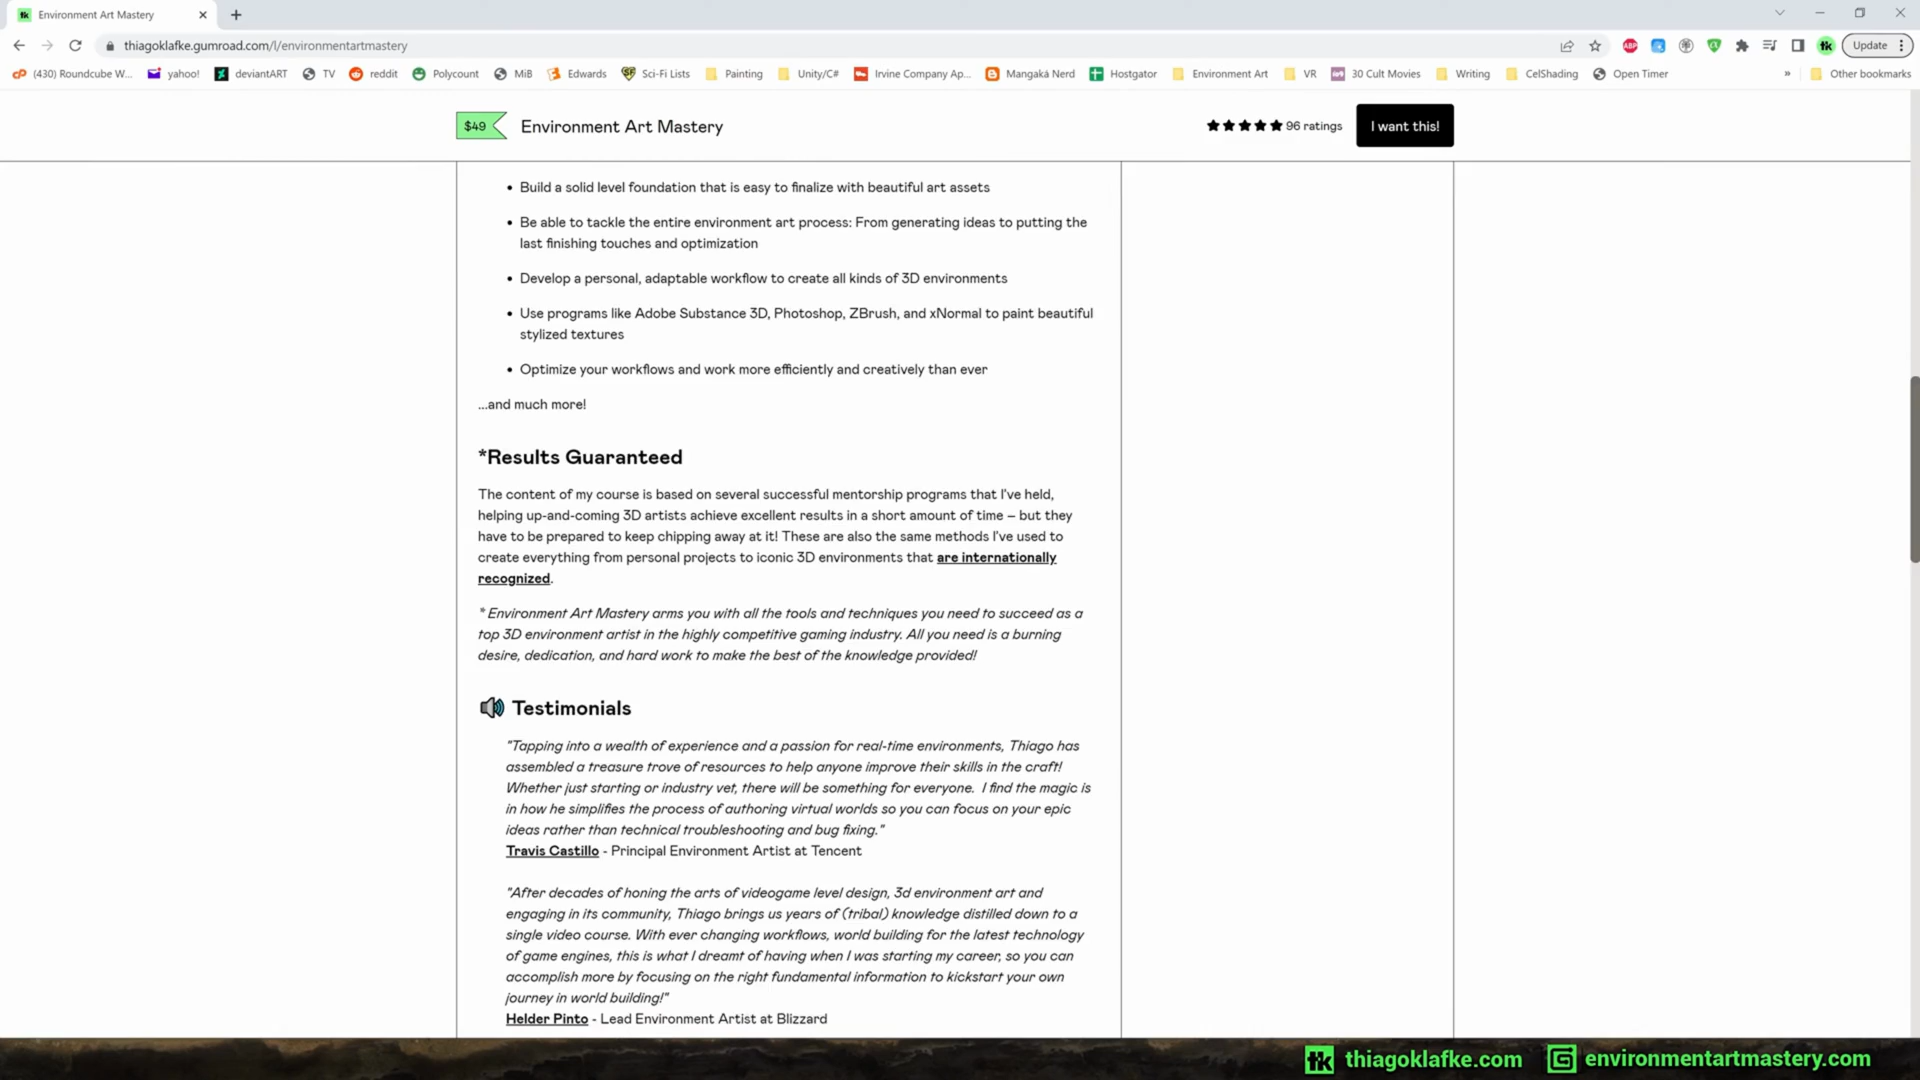 Environment Art Mastery
thiagoklafke.gumroad.com/l/environmentartmastery
ABP
tk
Update
(430) Roundcube W...
yahoo!
deviantART
TV
reddit
Polycount
MiB
Edwards
Sci-Fi Lists
Painting
Unity/C#
Irvine Company Ap...
Mangaká Nerd
Hostgator
Environment Art
VR
30 Cult Movies
Writing
CelShading
Open Timer
»
Other bookmarks
$49
Environment Art Mastery
96 ratings
I want this!
• Build a solid level foundation that is easy to finalize with beautiful art assets
• Be able to tackle the entire environment art process: From generating ideas to putting the
last finishing touches and optimization
• Develop a personal, adaptable workflow to create all kinds of 3D environments
• Use programs like Adobe Substance 3D, Photoshop, ZBrush, and xNormal to paint beautiful
stylized textures
• Optimize your workflows and work more efficiently and creatively than ever
...and much more!
*Results Guaranteed
The content of my course is based on several successful mentorship programs that I've held,
helping up-and-coming 3D artists achieve excellent results in a short amount of time – but they
have to be prepared to keep chipping away at it! These are also the same methods I've used to
create everything from personal projects to iconic 3D environments that are internationally
recognized.
* Environment Art Mastery arms you with all the tools and techniques you need to succeed as a
top 3D environment artist in the highly competitive gaming industry. All you need is a burning
desire, dedication, and hard work to make the best of the knowledge provided!
Testimonials
"Tapping into a wealth of experience and a passion for real-time environments, Thiago has
assembled a treasure trove of resources to help anyone improve their skills in the craft!
Whether just starting or industry vet, there will be something for everyone.  I find the magic is
in how he simplifies the process of authoring virtual worlds so you can focus on your epic
ideas rather than technical troubleshooting and bug fixing."
Travis Castillo - Principal Environment Artist at Tencent
"After decades of honing the arts of videogame level design, 3d environment art and
engaging in its community, Thiago brings us years of (tribal) knowledge distilled down to a
single video course. With ever changing workflows, world building for the latest technology
of game engines, this is what I dreamt of having when I was starting my career, so you can
accomplish more by focusing on the right fundamental information to kickstart your own
journey in world building!"
Helder Pinto - Lead Environment Artist at Blizzard
tk thiagoklafke.com
G environmentartmastery.com